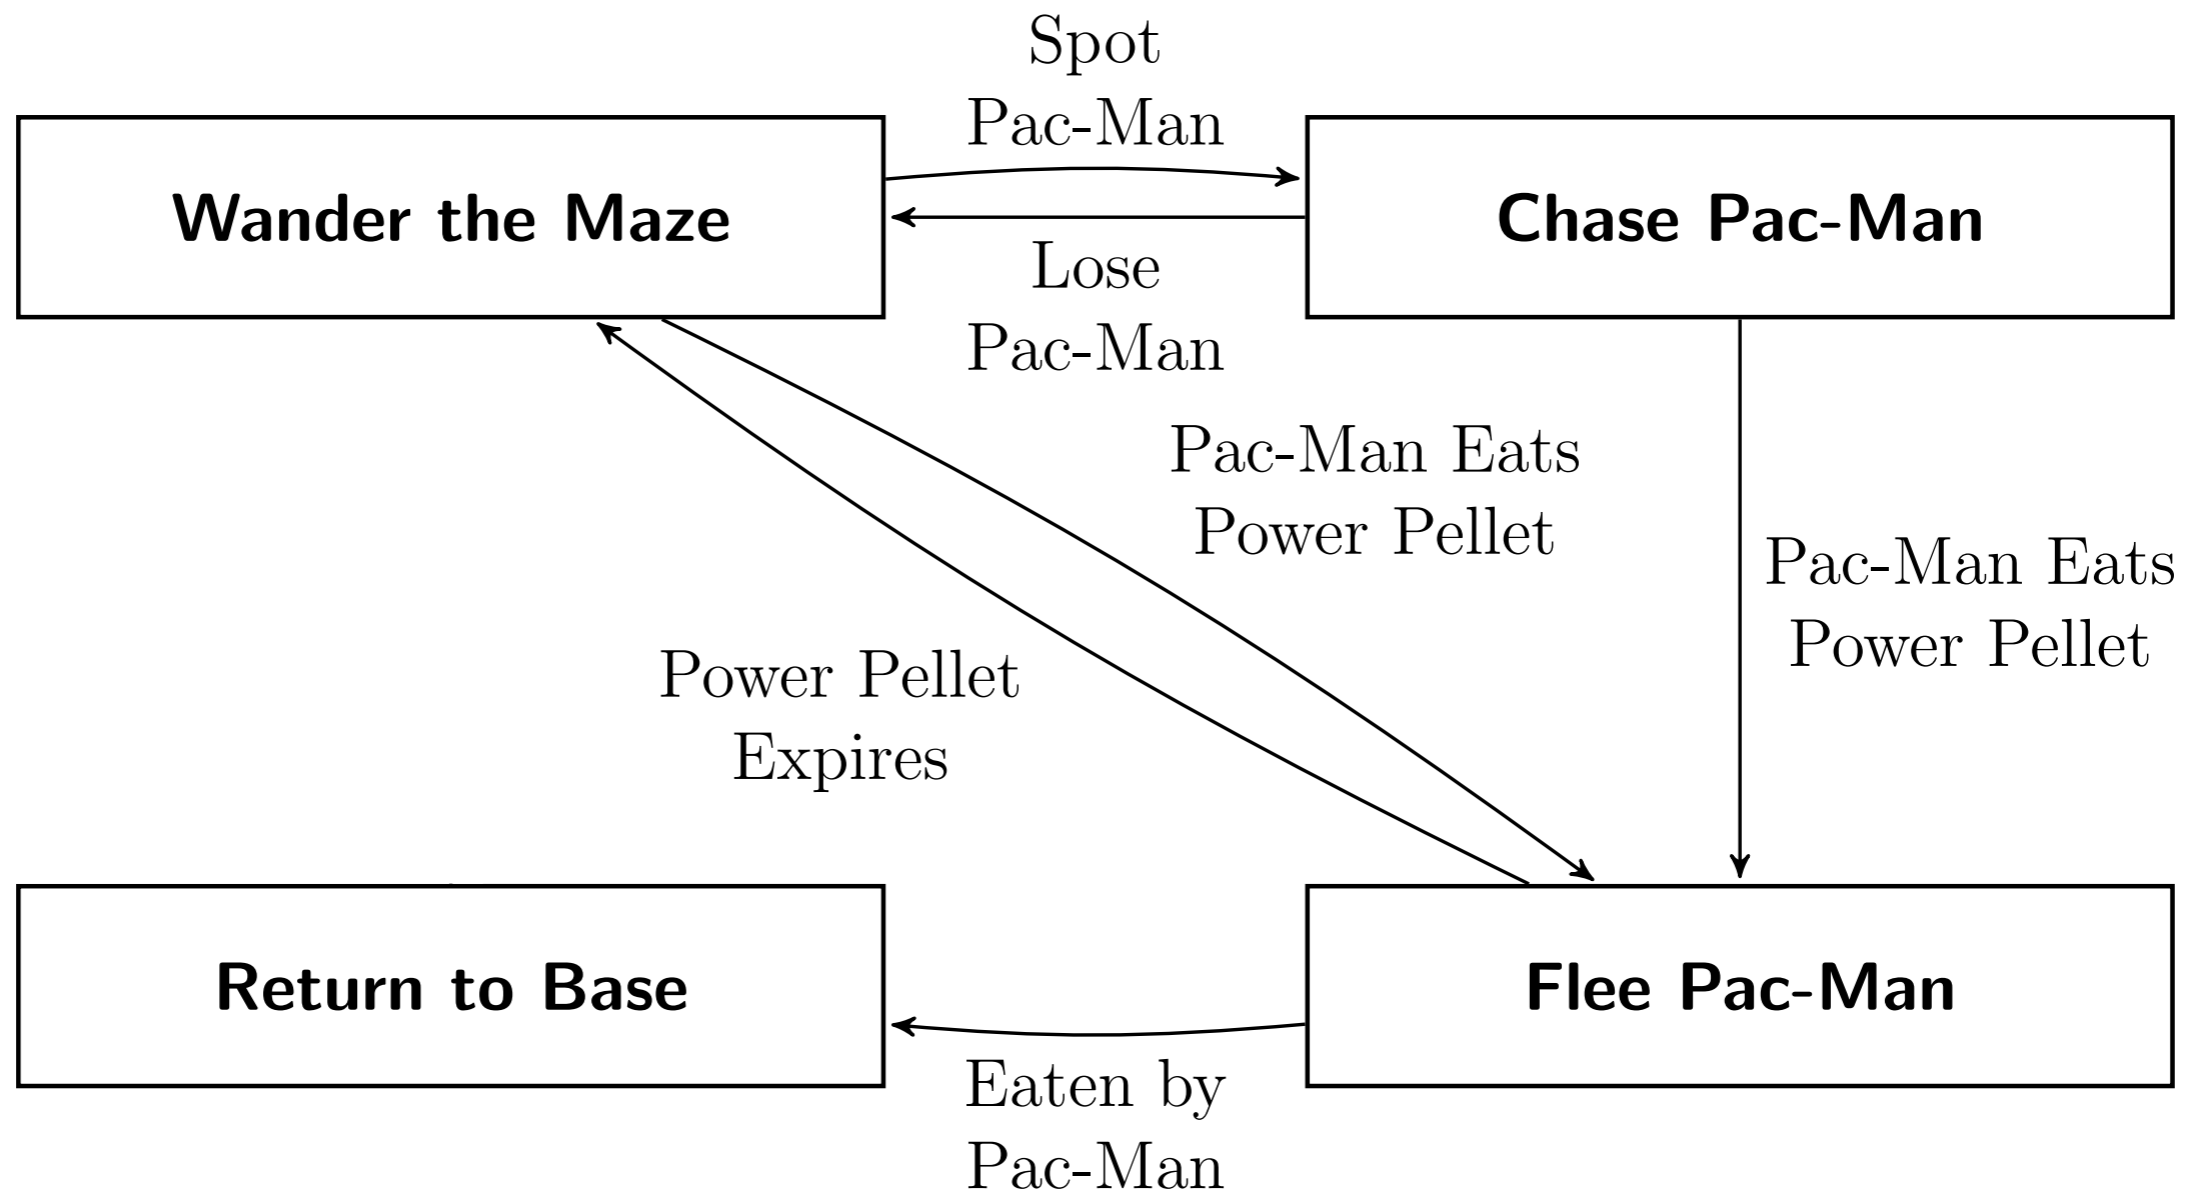 Spot
Pac-Man
Wander the Maze
Chase Pac-Man
Lose
Pac-Man
Pac-Man Eats
Power Pellet
Pac-Man Eats
Power Pellet
Power Pellet
Expires
Return to Base
Flee Pac-Man
Eaten by
Pac-Man